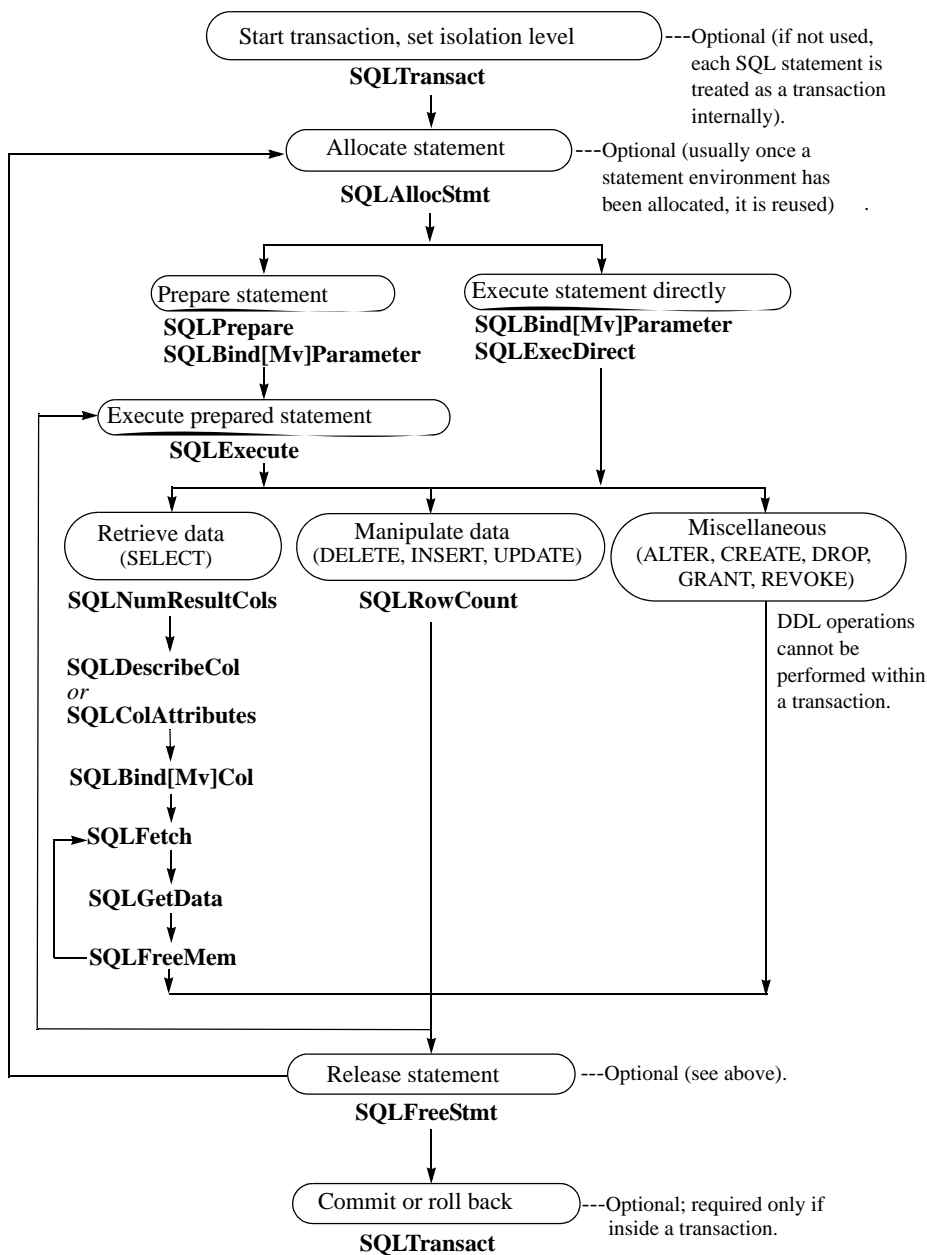 Start transaction, set isolation level
---Optional (if not used,
each SQL statement is
treated as a transaction
internally).
SQLTransact
Allocate statement
---Optional (usually once a
statement environment has
been allocated, it is reused) .
SQLAllocStmt
Prepare statement
SQLPrepare
SQLBind[Mv]Parameter
Execute statement directly
SQLBind[Mv]Parameter
SQLExecDirect
Execute prepared statement
SQLExecute
Retrieve data
(SELECT)
SQLNumResultCols
Manipulate data
(DELETE, INSERT, UPDATE)
SQLRowCount
Miscellaneous
(ALTER, CREATE, DROP,
GRANT, REVOKE)
DDL operations
cannot be
performed within
a transaction.
SQLDescribeCol
or
SQLColAttributes
SQLBind[Mv]Col
SQLFetch
SQLGetData
SQLFreeMem
Release statement
---Optional (see above).
SQLFreeStmt
Commit or roll back
---Optional; required only if
inside a transaction.
SQLTransact